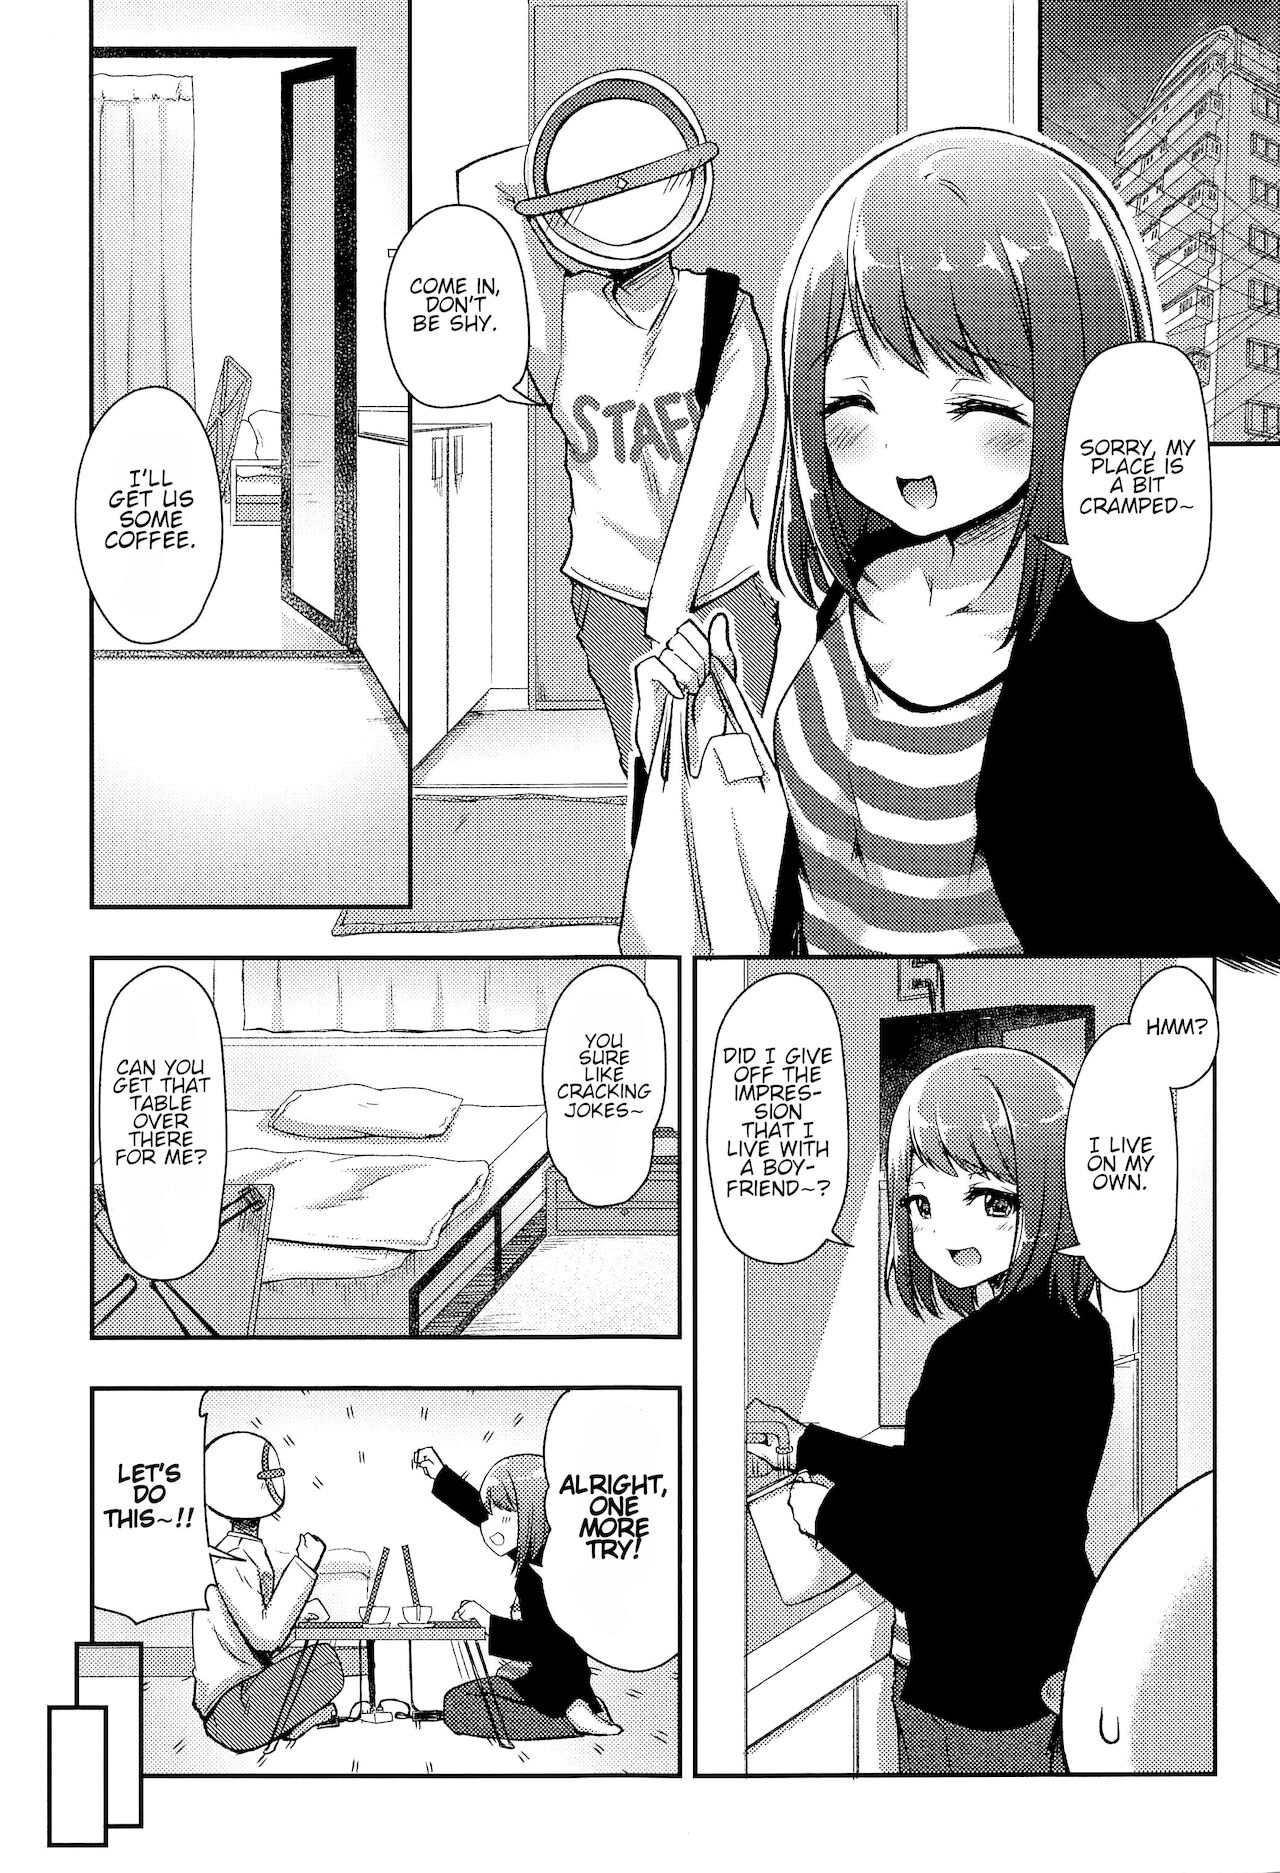 SORRY, MY
PLACE IS
A BIT
CRAMPED~
COME IN,
DON'T
BE SHY.
STAFF
I'LL
GET US
SOME
COFFEE.
HMM?
I LIVE
ON MY
OWN.
DID I GIVE
OFF THE
IMPRES-
SION
THAT I
LIVE WITH
A BOY-
FRIEND~?
YOU
SURE
LIKE
CRACKING
JOKES~
CAN YOU
GET THAT
TABLE
OVER
THERE
FOR ME?
ALRIGHT,
ONE
MORE
TRY!
LET'S
DO
THIS~!!